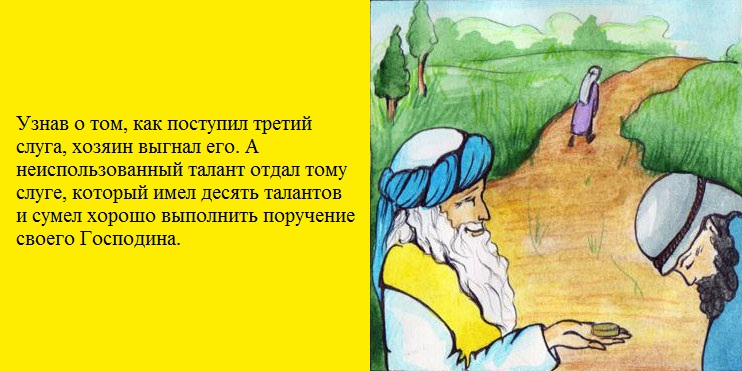 Узнав о том, как поступил третий
слуга, хозяин выгнал его. А
неиспользованный талант отдал тому
слуге, который имел десять талантов
и сумел хорошо выполнить поручение
своего Господина.